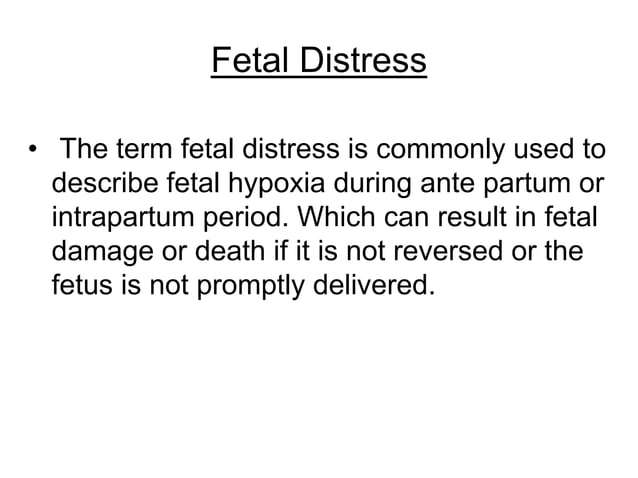 Fetal Distress
• The term fetal distress is commonly used to
describe fetal hypoxia during ante partum or
intrapartum period. Which can result in fetal
damage or death if it is not reversed or the
fetus is not promptly delivered.